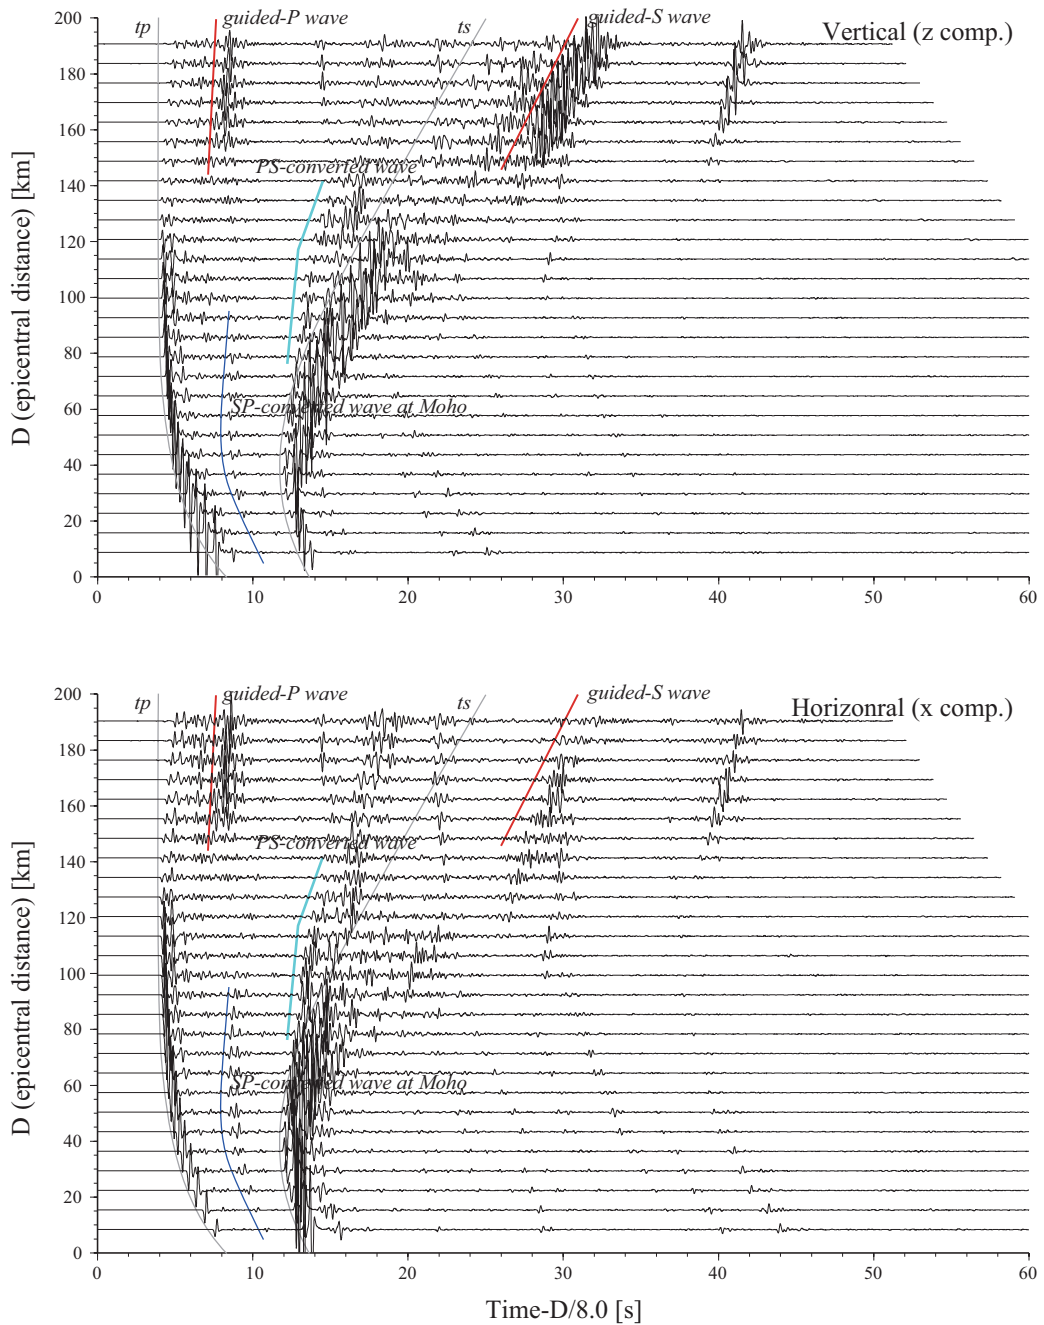 200
180
160
140
120
100
80
60
40
20
0
D (epicentral distance) [km]
tp
guided-P wave
ts
guided-S wave
Vertical (z comp.)
PS-converted wave
SP-converted wave at Moho
0 10 20 30 40 50 60
200
180
160
140
120
100
80
60
40
20
0
D (epicentral distance) [km]
tp
guided-P wave
ts
guided-S wave
Horizonral (x comp.)
PS-converted wave
SP-converted wave at Moho
0 10 20 30 40 50 60
Time-D/8.0 [s]